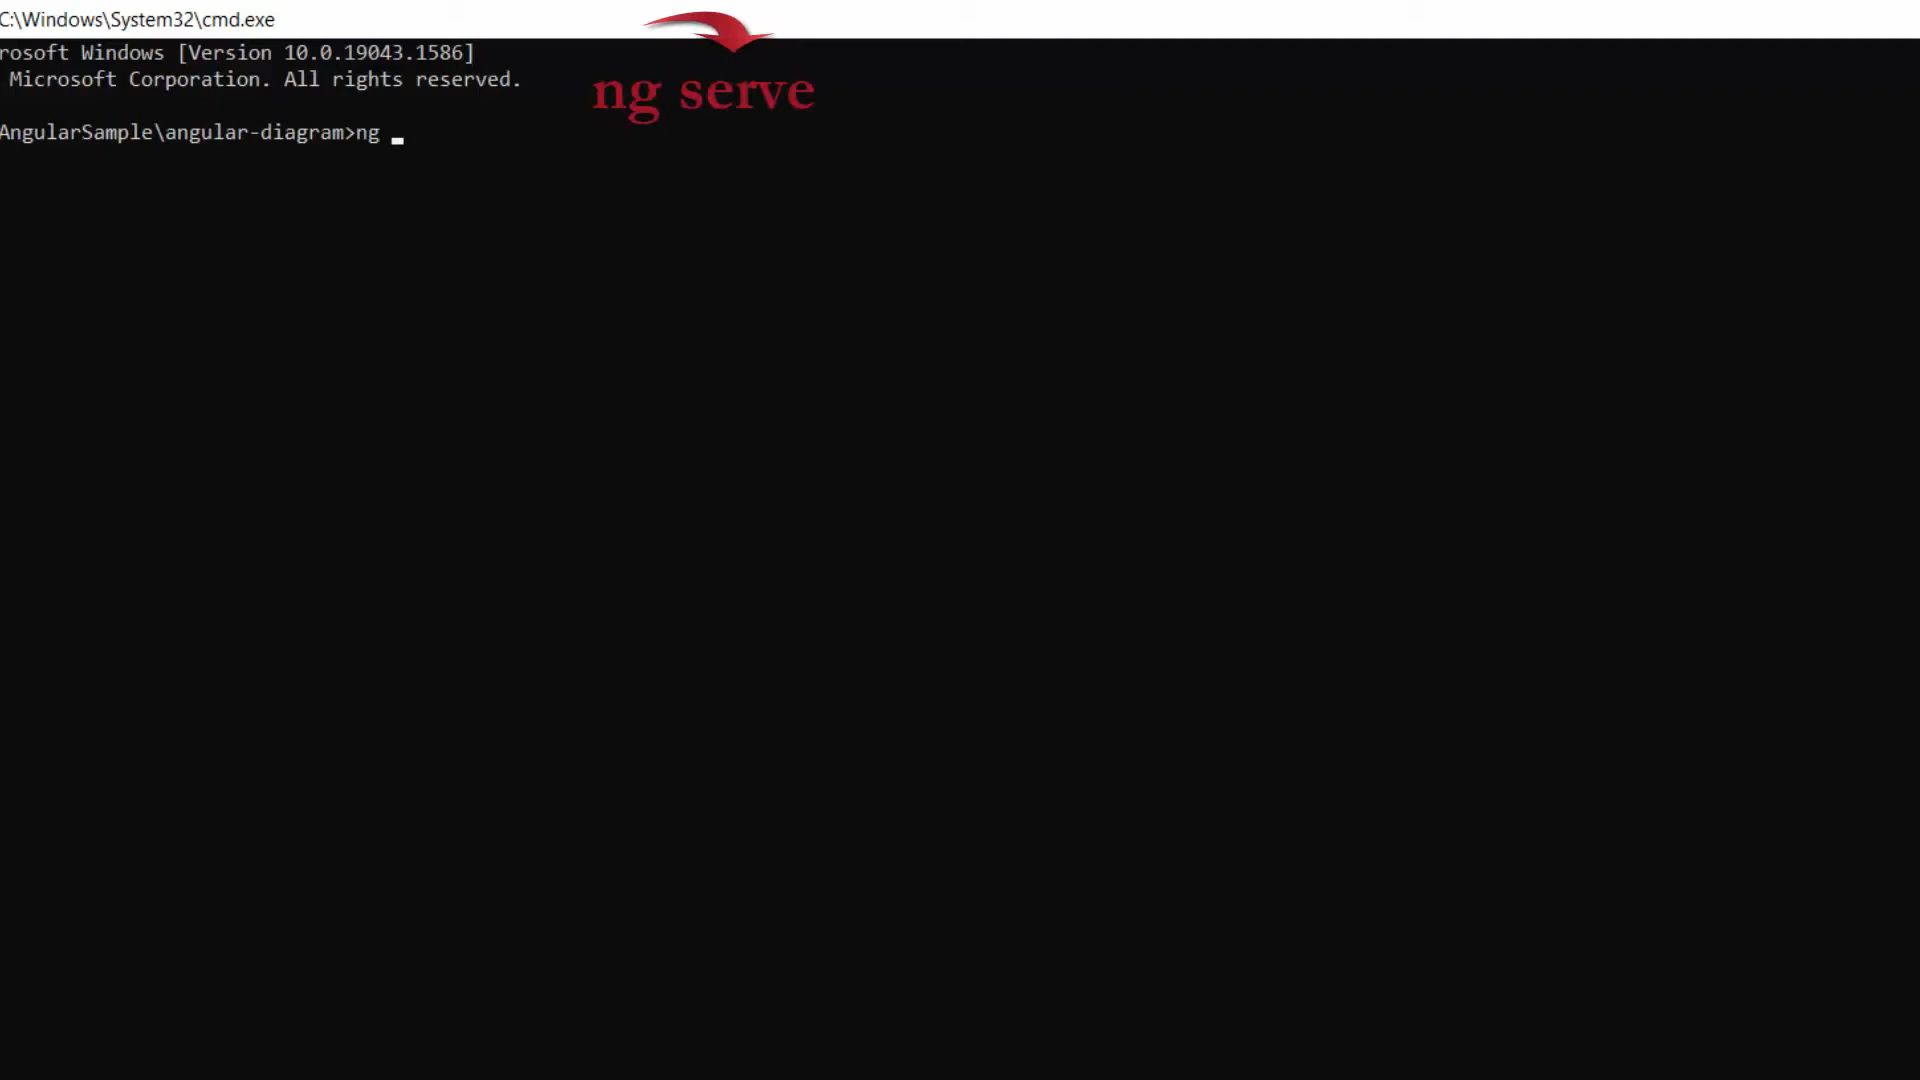 C:\Windows\System32\cmd.exe
rosoft Windows [Version 10.0.19043.1586]
Microsoft Corporation. All rights reserved.
ng serve
AngularSample\angular-diagram>ng